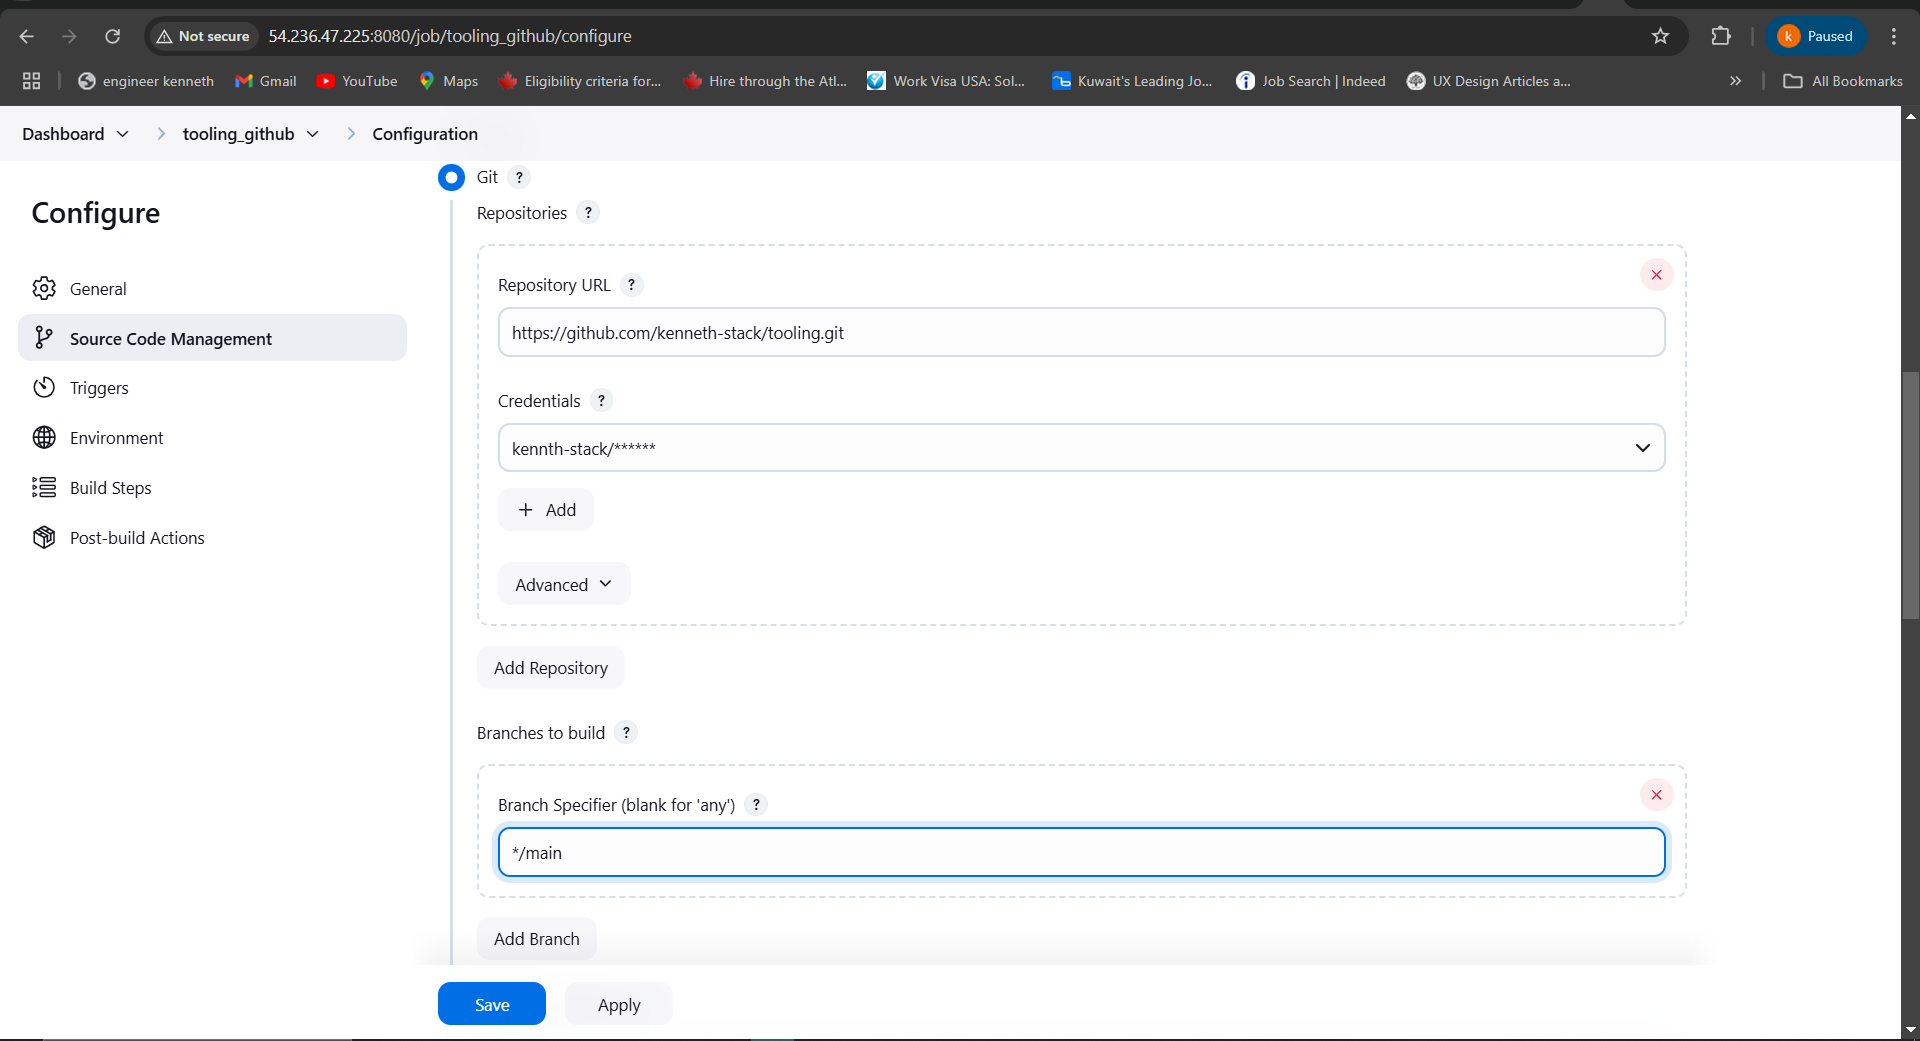 Not secure 54.236.47.225:8080/job/tooling_github/configure k Paused
engineer kenneth Gmail YouTube Maps Eligibility criteria for... Hire through the Atl... Work Visa USA: Sol... Kuwait's Leading Jo... Job Search | Indeed UX Design Articles a... » All Bookmarks
Dashboard tooling_github Configuration
Configure
General
Source Code Management
Triggers
Environment
Build Steps
Post-build Actions
Git ?
Repositories ?
Repository URL ?
https://github.com/kenneth-stack/tooling.git
Credentials ?
kennth-stack/******
+ Add
Advanced
Add Repository
Branches to build ?
Branch Specifier (blank for 'any') ?
*/main
Add Branch
Save Apply